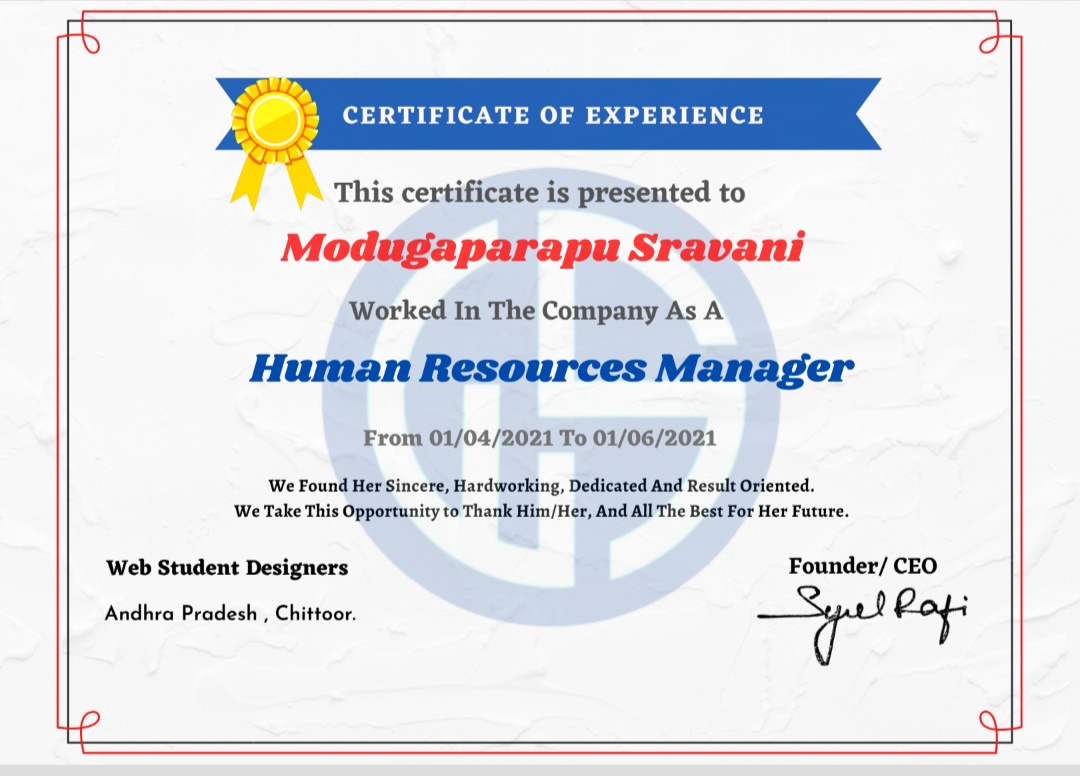 CERTIFICATE OF EXPERIENCE
This certificate is presented to
Modugaparapu Sravani
Worked In The Company As A
Human Resources Manager
From 01/04/2021 To 01/06/2021
We Found Her Sincere, Hardworking, Dedicated And Result Oriented.
We Take This Opportunity to Thank Him/Her, And All The Best For Her Future.
Web Student Designers
Andhra Pradesh , Chittoor.
Founder/ CEO
Syed Rafi